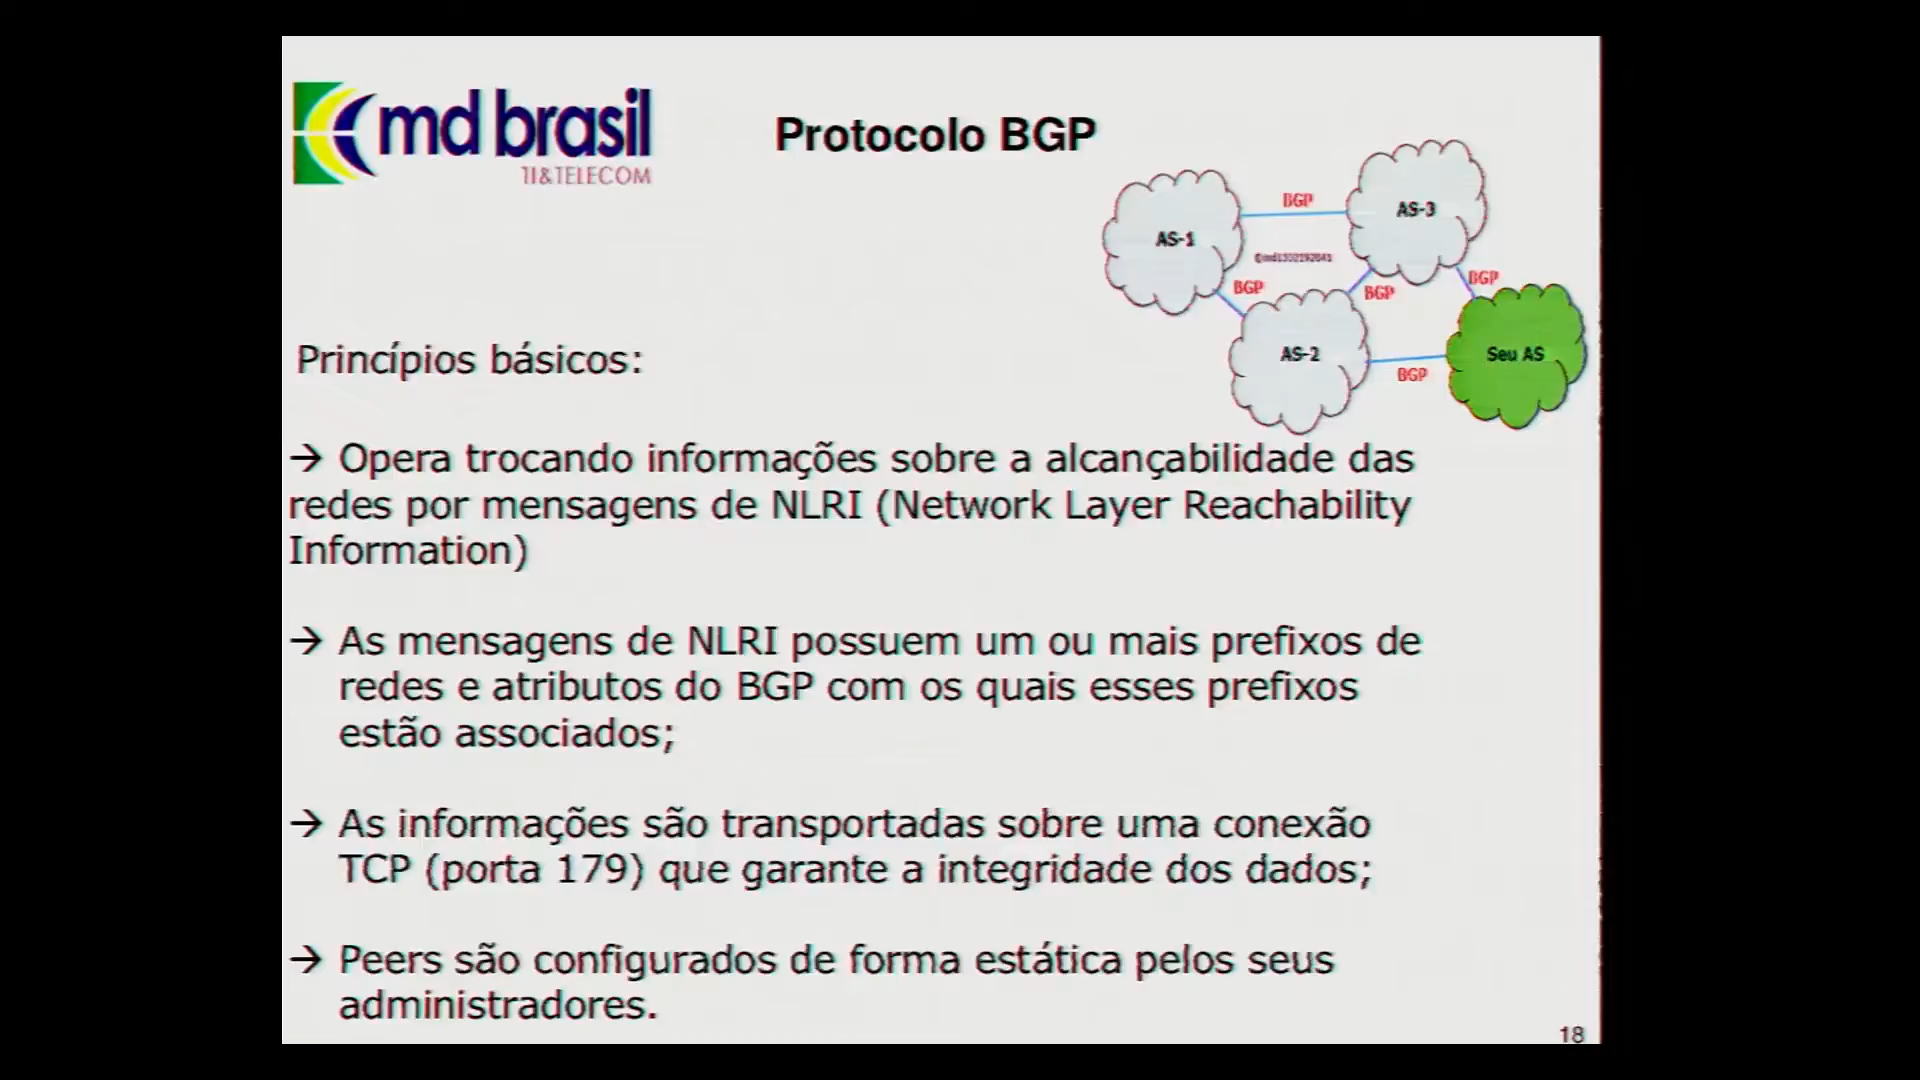 md brasil
TI&TELECOM
Protocolo BGP
BGP
AS-3
AS-1
BGP
BGP
BGP
AS-2
Seu AS
BGP
Princípios básicos:
→ Opera trocando informações sobre a alcançabilidade das
redes por mensagens de NLRI (Network Layer Reachability
Information)
→ As mensagens de NLRI possuem um ou mais prefixos de
redes e atributos do BGP com os quais esses prefixos
estão associados;
→ As informações são transportadas sobre uma conexão
TCP (porta 179) que garante a integridade dos dados;
→ Peers são configurados de forma estática pelos seus
administradores.
18